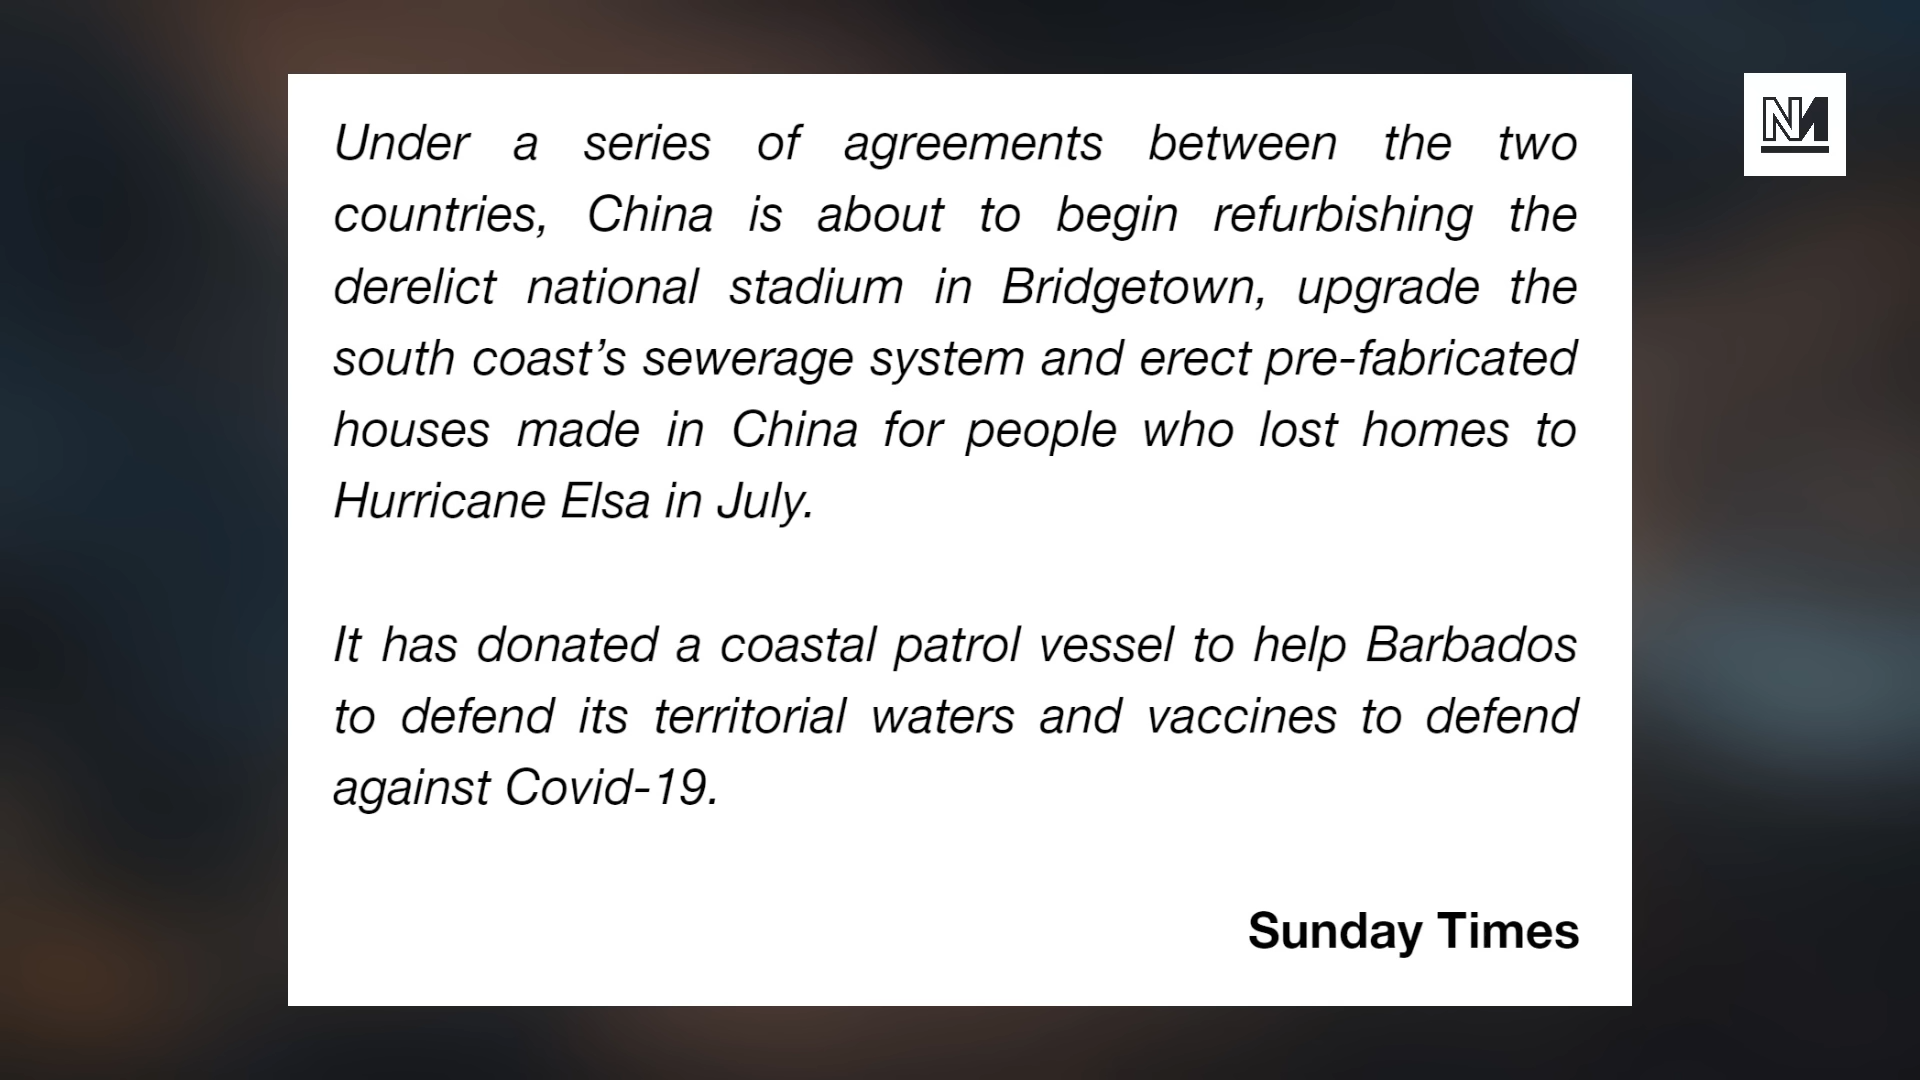 Under a series of agreements between the two
countries, China is about to begin refurbishing the
derelict national stadium in Bridgetown, upgrade the
south coast’s sewerage system and erect pre-fabricated
houses made in China for people who lost homes to
Hurricane Elsa in July.
It has donated a coastal patrol vessel to help Barbados
to defend its territorial waters and vaccines to defend
against Covid-19.
Sunday Times
NM